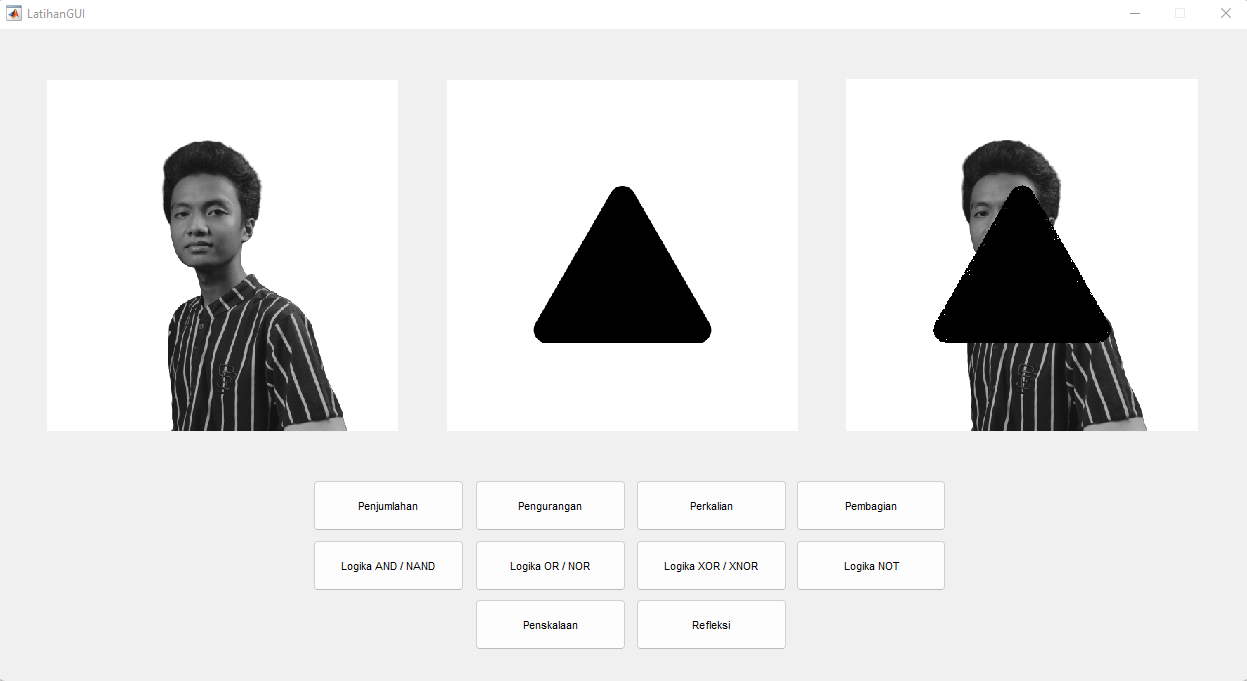 LatihanGUI
Penjumlahan
Pengurangan
Perkalian
Pembagian
Logika AND / NAND
Logika OR / NOR
Logika XOR / XNOR
Logika NOT
Penskalaan
Refleksi